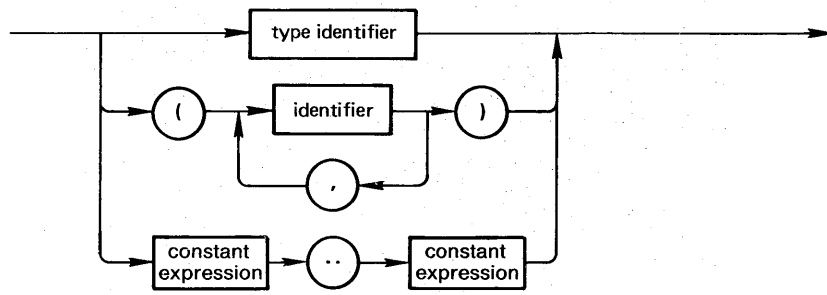 type identifier
( identifier )
,
constant expression .. constant expression